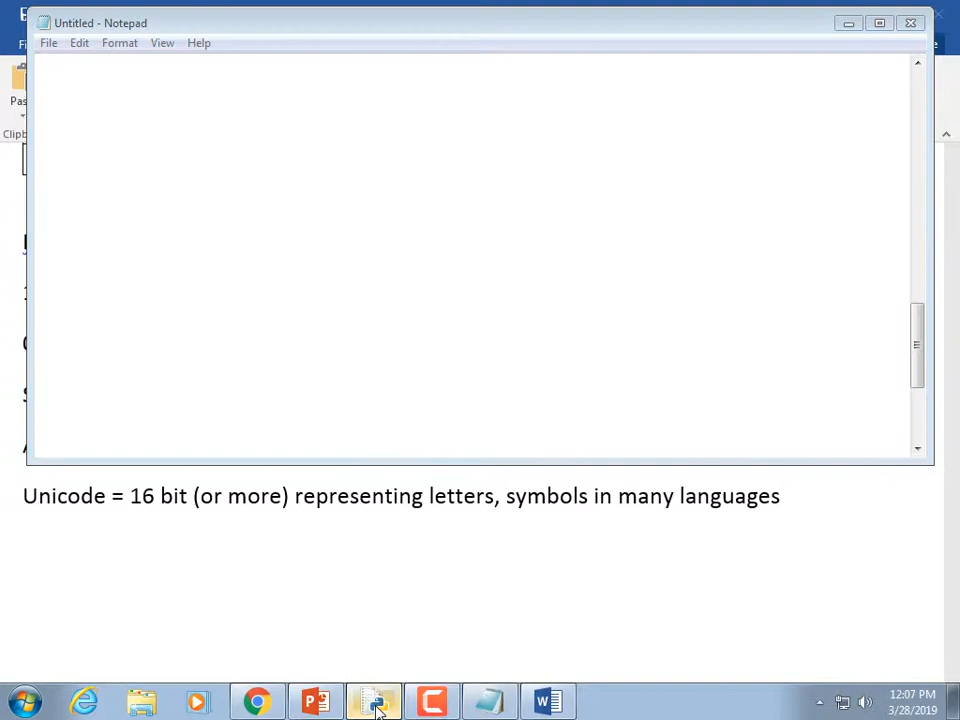 Untitled - Notepad
File Edit Format View Help
Unicode = 16 bit (or more) representing letters, symbols in many languages
12:07 PM
3/28/2019